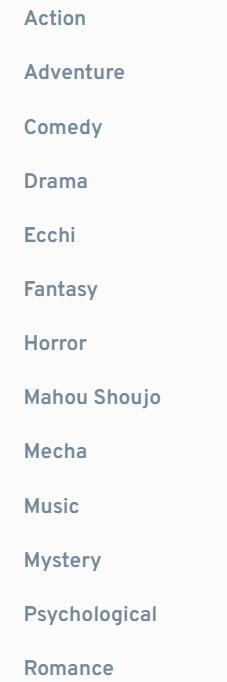 Action
Adventure
Comedy
Drama
Ecchi
Fantasy
Horror
Mahou Shoujo
Mecha
Music
Mystery
Psychological
Romance